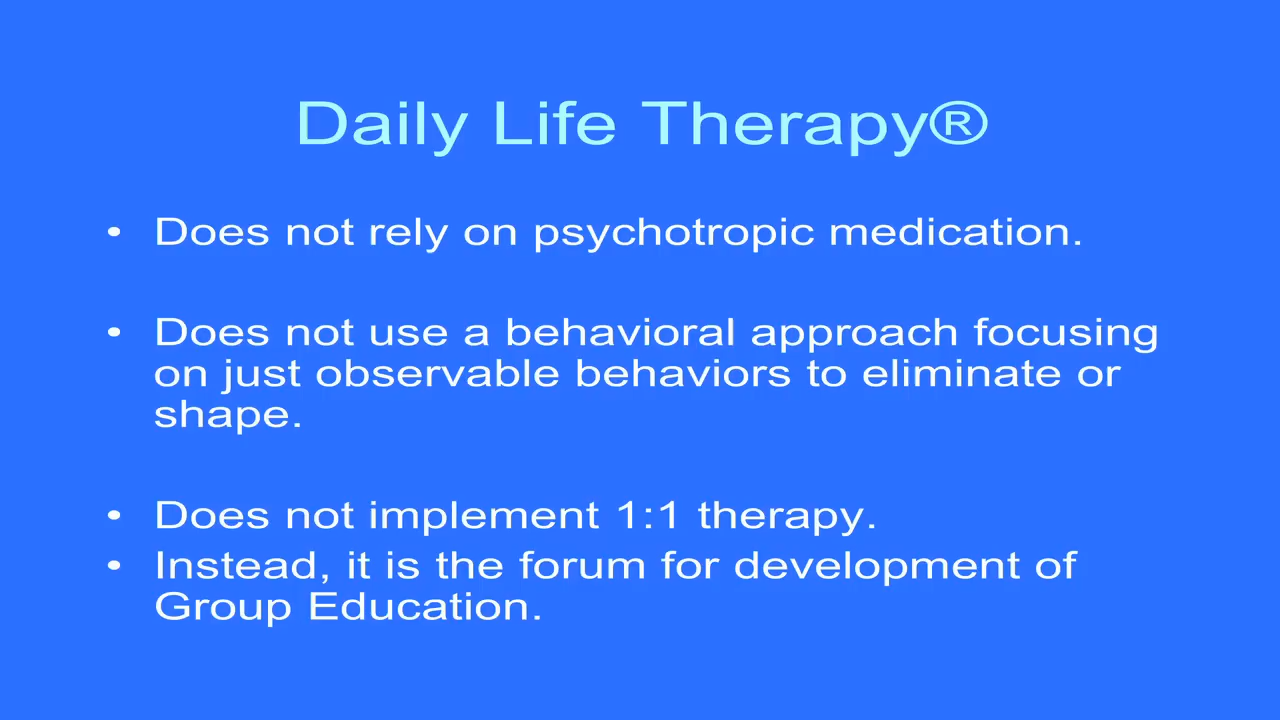 Daily Life Therapy®
• Does not rely on psychotropic medication.
• Does not use a behavioral approach focusing
on just observable behaviors to eliminate or
shape.
• Does not implement 1:1 therapy.
• Instead, it is the forum for development of
Group Education.